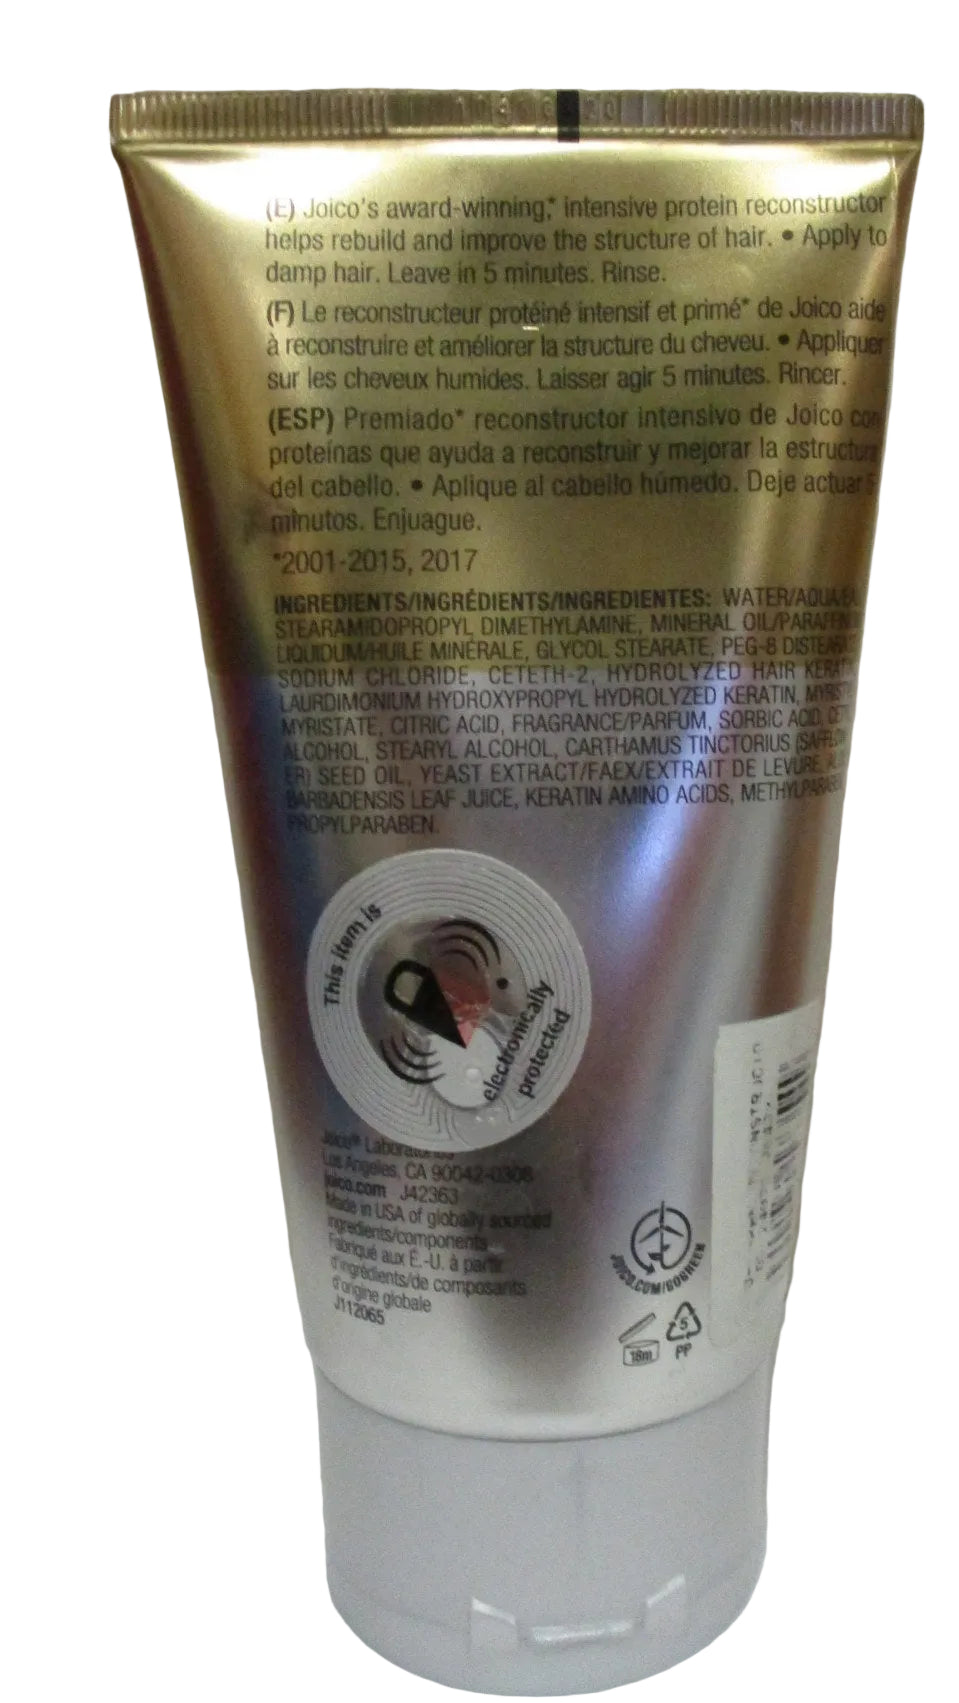 (E) Joico's award-winning,* intensive protein reconstructor
helps rebuild and improve the structure of hair. • Apply to
damp hair. Leave in 5 minutes. Rinse.
(F) Le reconstructeur protéiné intensif et primé* de Joico aide
à reconstruire et améliorer la structure du cheveu. • Appliquer
sur les cheveux humides. Laisser agir 5 minutes. Rincer.
(ESP) Premiado* reconstructor intensivo de Joico con
proteínas que ayuda a reconstruir y mejorar la estructura
del cabello. • Aplique al cabello húmedo. Deje actuar 5
minutos. Enjuague.
*2001-2015, 2017
INGREDIENTS/INGRÉDIENTS/INGREDIENTES: WATER/AQUA/
STEARAMIDOPROPYL DIMETHYLAMINE, MINERAL OIL/
LIQUIDUM/HUILE MINÉRALE, GLYCOL STEARATE, PEG-8
SODIUM CHLORIDE, CETETH-2, HYDROLYZED HAIR
LAURDIMONIUM HYDROXYPROPYL HYDROLYZED KERATIN,
MYRISTATE, CITRIC ACID, FRAGRANCE/PARFUM, SORBIC ACID,
ALCOHOL, STEARYL ALCOHOL, CARTHAMUS TINCTORIUS
ER) SEED OIL, YEAST EXTRACT/FAEX/EXTRAIT DE LEVURE,
BARBADENSIS LEAF JUICE, KERATIN AMINO ACIDS,
PROPYLPARABEN.
This item is
electronically
protected
Joico® Laboratories
Los Angeles, CA 90042-0308
joico.com J42363
Made in USA of globally sourced
ingredients/components
Fabriqué aux É.-U. à partir
d'ingrédients/de composants
d'origine globale
J112065
JOICO.COM/GOGREEN
18m
5
PP